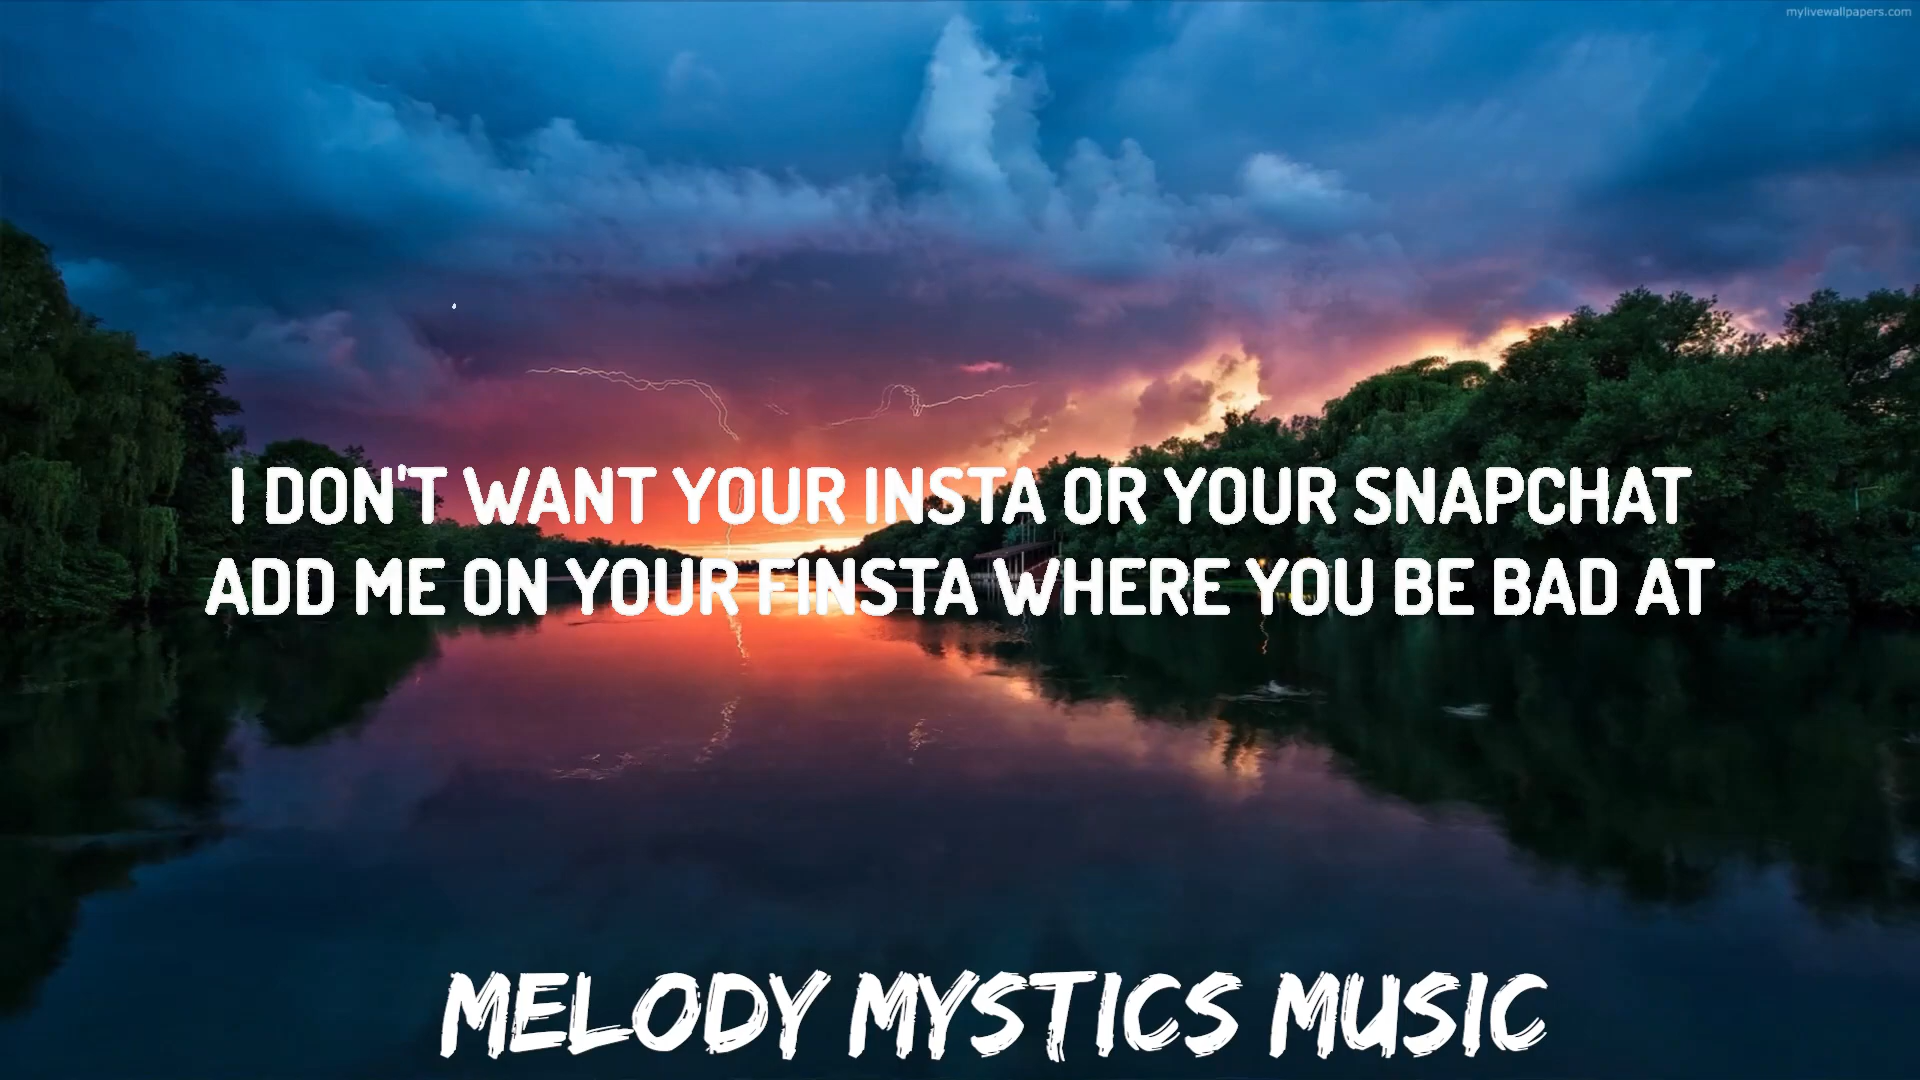 mylivewallpapers.com
I DON'T WANT YOUR INSTA OR YOUR SNAPCHAT
ADD ME ON YOUR FINSTA WHERE YOU BE BAD AT
MELODY MYSTICS MUSIC